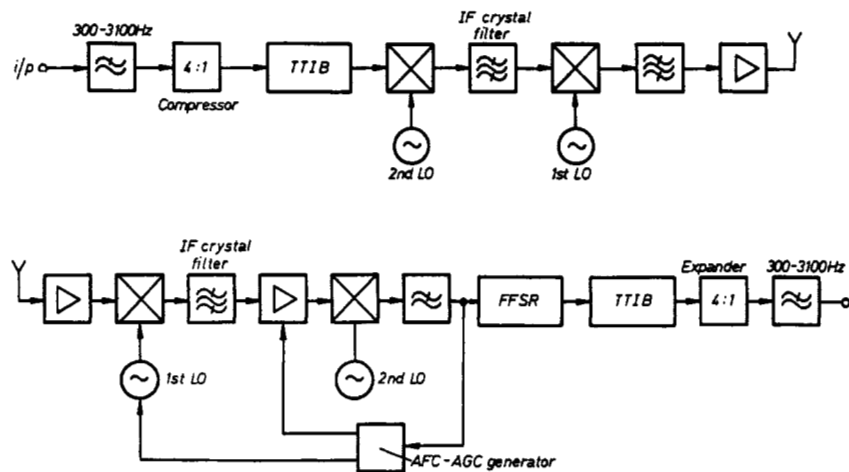 300-3100Hz
i/p
4:1
Compressor
TTIB
2nd LO
IF crystal
filter
1st LO
IF crystal
filter
1st LO
2nd LO
FFSR
TTIB
Expander
4:1
300-3100Hz
AFC-AGC generator